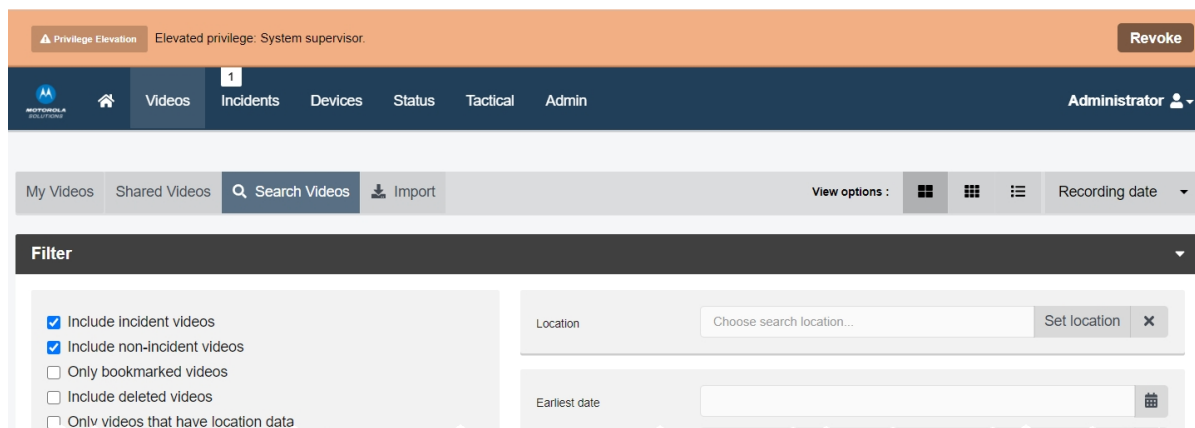 Privilege Elevation Elevated privilege: System supervisor. Revoke
1
MOTOROLA
SOLUTIONS
Videos Incidents Devices Status Tactical Admin Administrator
My Videos Shared Videos Search Videos Import View options : Recording date
Filter
Include incident videos
Include non-incident videos
Only bookmarked videos
Include deleted videos
Only videos that have location data
Location Choose search location... Set location
Earliest date